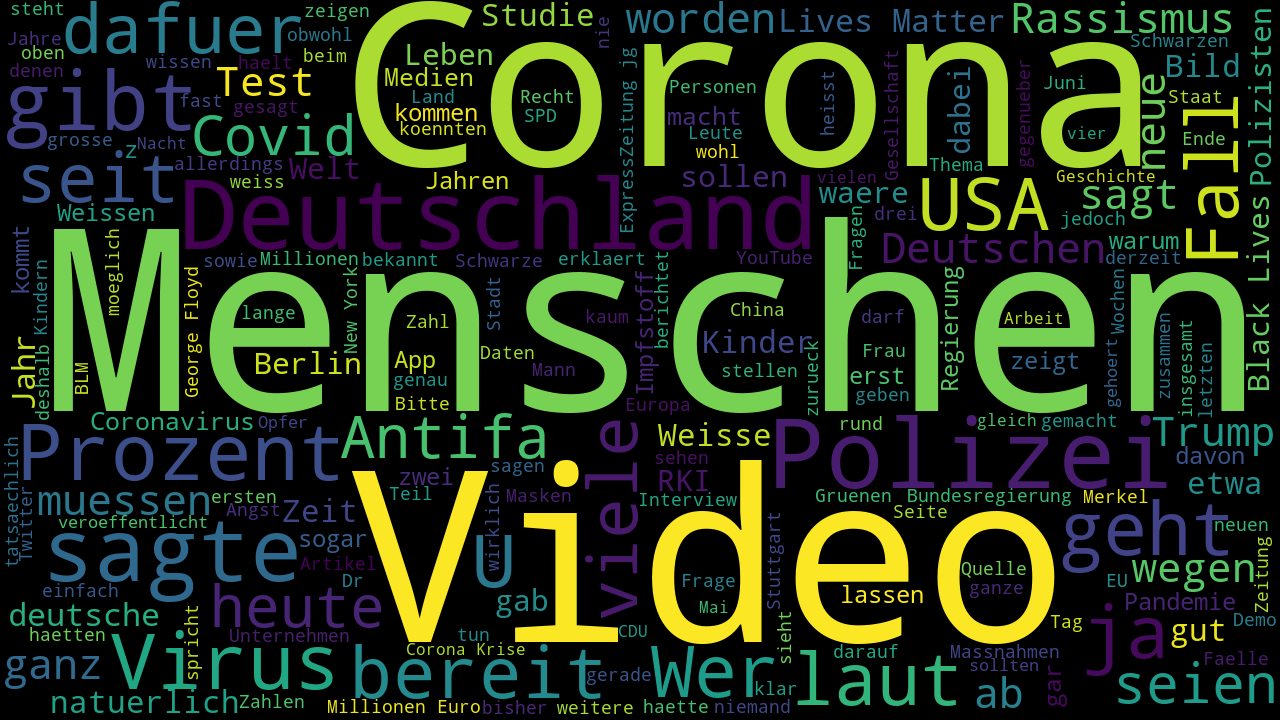 steht
dafuer
zeigen
obwohl
Corona
Studie
nie
worden
Lives Matter
Rassismus
Jahre
oben
denen
wissen
haelt
beim
Leben
Medien
Land
kommen
koennten
Recht
SPD
ExpressZeitung jg
Personen
macht
Leute
wohl
heisst
Gesellschaft
dabei
gegenueber
Juni
vier
Schwarzen
Bild
Staat
Ende
Polizisten
gibt
fast
Test
gesagt
grosse
Nacht
z
Covid
allerdings
Welt
weiss
seit
Weissen
Jahren
Deutschland
sollen
vielen
waere
drei
Thema
USA
Geschichte
neue
sagt
jedoch
Fall
Deutschen
warum
derzeit
Black Lives
kommt
Kindern
moeglich
sowie
Millionen
bekannt
Schwarze
erklaert
berichtet
YouTube
Fragen
Menschen
Jahr
deshalb
BLM
George Floyd
lange
New York
Zahl
Stadt
Daten
kaum
Impfstoff
China
Kinder
darf
Frau
Regierung
Arbeit
zeigt
Wochen
gehoert
zusammen
insgesamt
letzten
Berlin
App
genau
Bitte
Mann
stellen
zurueck
erst
geben
Europa
Coronavirus
Opfer
Prozent
Antifa
viele
Weisse
sehen
RKI
rund
Polizei
gleich
gemacht
Trump
davon
etwa
tatsaechlich
Twitter
muessen
ersten
Angst
Zeit
zwei
Teil
sagen
wirklich
Masken
Interview
Gruenen
Bundesregierung
Merkel
Seite
veroeffentlicht
sagte
sogar
Artikel
Dr
U
Video
Stuttgart
Frage
Mai
Quelle
ganze
lassen
geht
neuen
wegen
EU
Zeitung
einfach
deutsche
haetten
heute
gab
Pandemie
Demo
Tag
ja
gut
Unternehmen
tun
CDU
Corona Krise
sieht
darauf
Massnahmen
sollten
Faelle
ganz
Virus
spricht
bereit
gerade
Wer
klar
laut
gar
ab
seien
natuerlich
Zahlen
Millionen Euro
bisher
weitere
haette
niemand